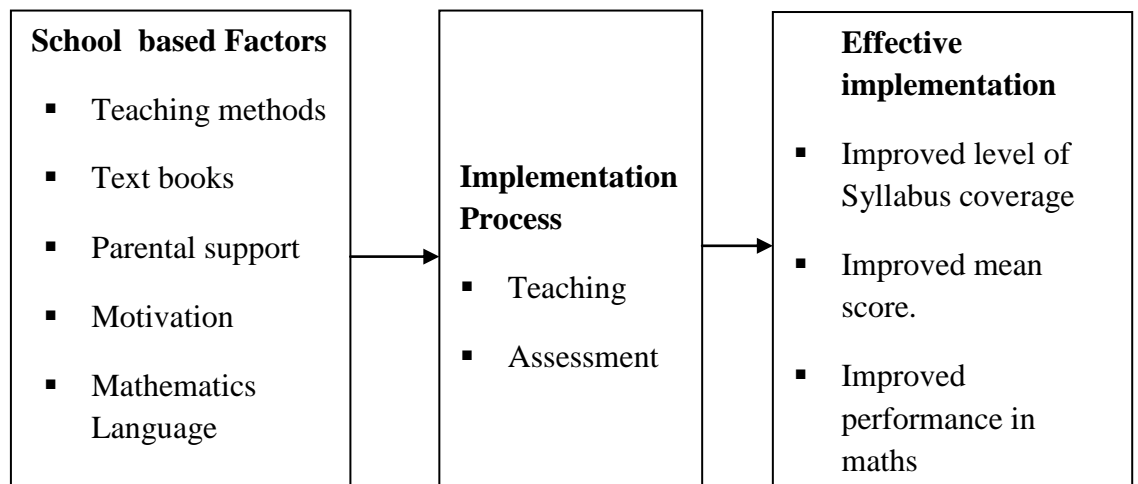 School based Factors
▪ Teaching methods
▪ Text books
▪ Parental support
▪ Motivation
▪ Mathematics
Language
Implementation
Process
▪ Teaching
▪ Assessment
Effective
implementation
▪ Improved level of
Syllabus coverage
▪ Improved mean
score.
▪ Improved
performance in
maths